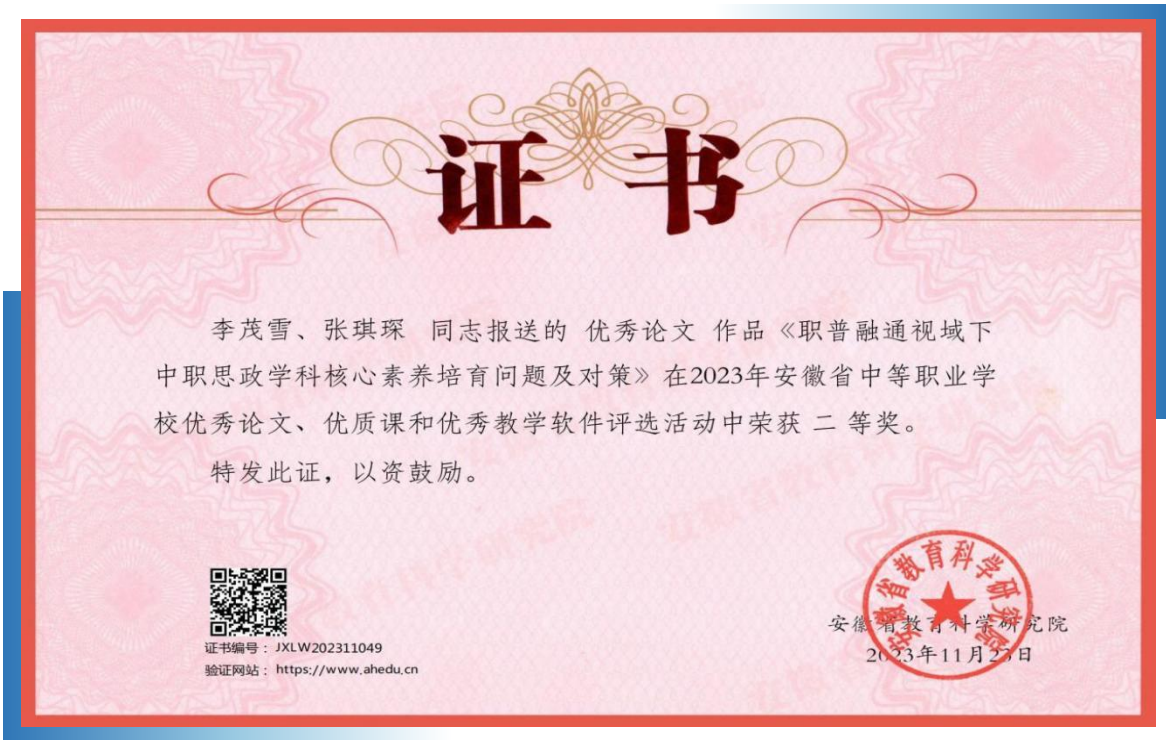 证书
李茂雪、张琪琛 同志报送的 优秀论文 作品《职普融通视域下
中职思政学科核心素养培育问题及对策》在2023年安徽省中等职业学
校优秀论文、优质课和优秀教学软件评选活动中荣获 二 等奖。
特发此证，以资鼓励。
安徽省教育科学研究院
安徽省教育科学研究院
2023年11月23日
证书编号：JXLW202311049
验证网站：https://www.ahedu.cn